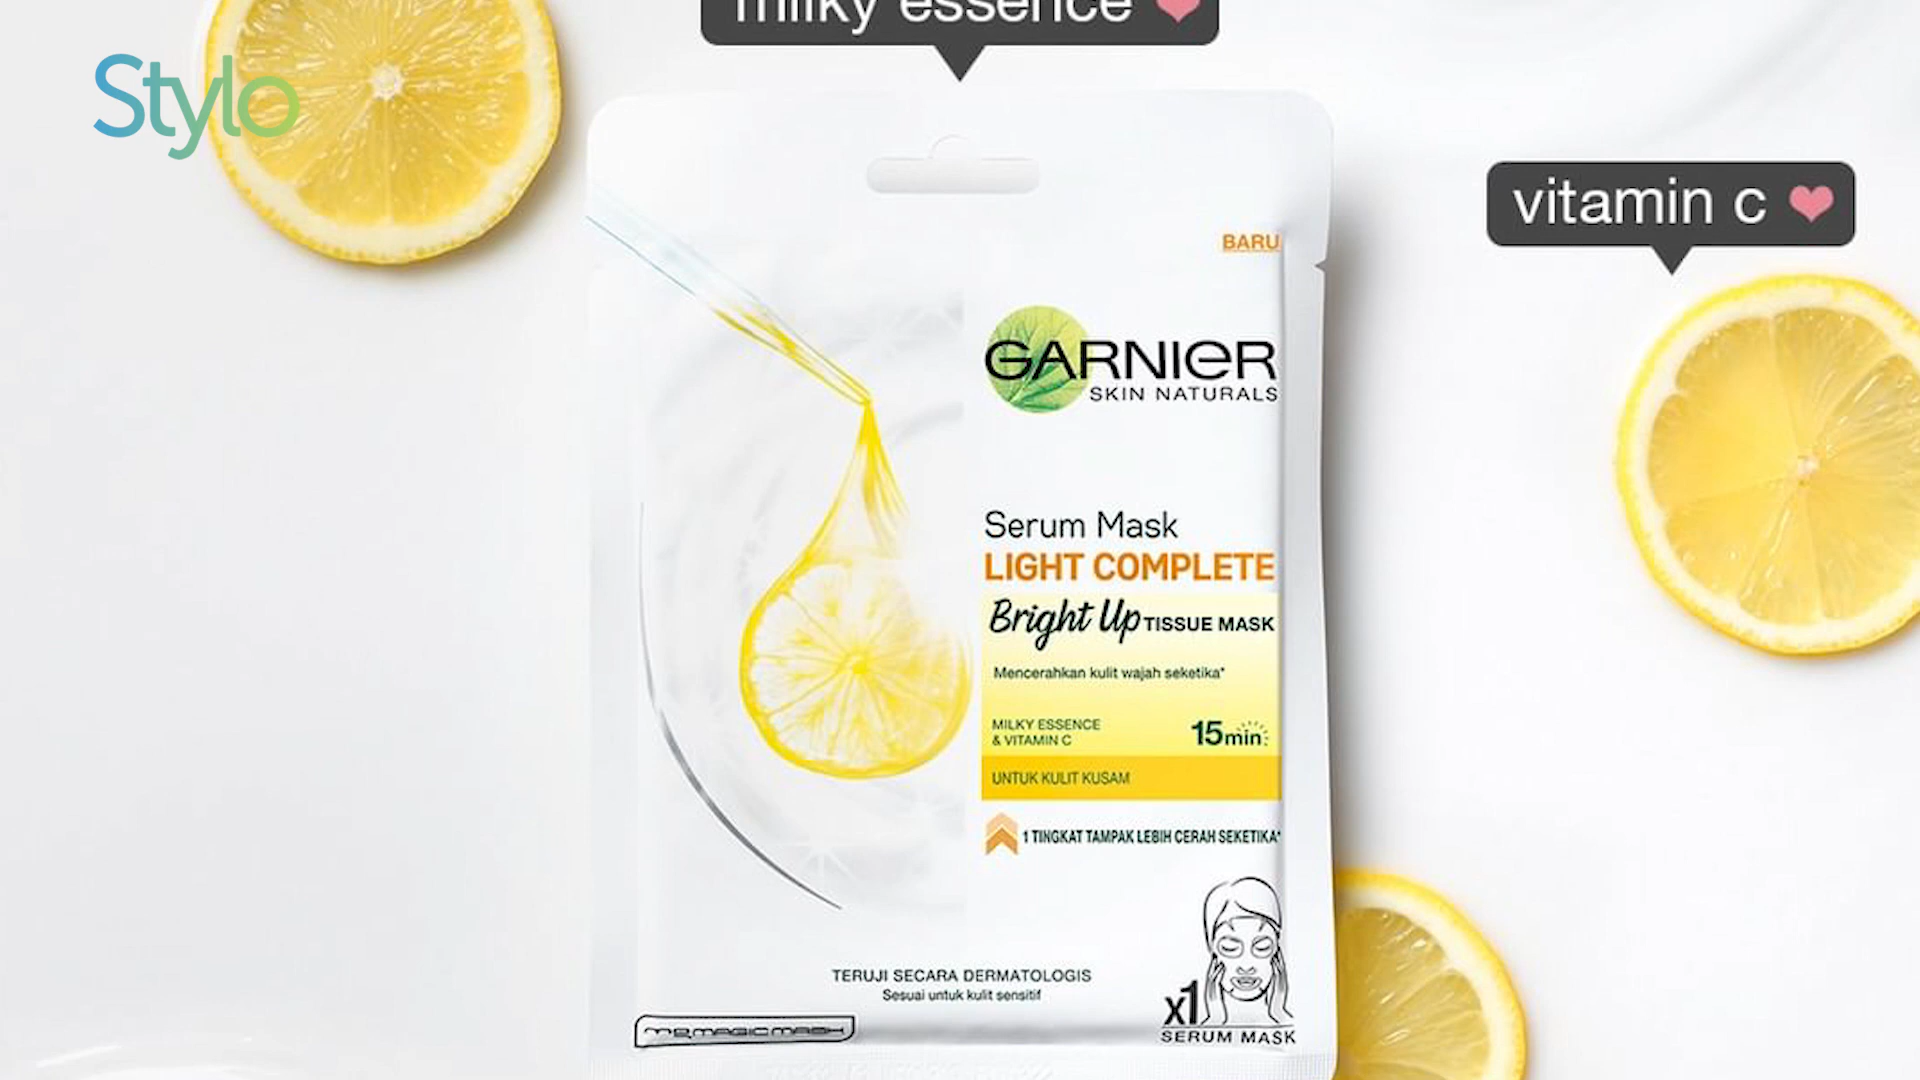 milky essence ❤
Stylo
vitamin c ❤
BARU
GARNIER
SKIN NATURALS
Serum Mask
LIGHT COMPLETE
Bright Up TISSUE MASK
Mencerahkan kulit wajah seketika*
MILKY ESSENCE
& VITAMIN C
15min
UNTUK KULIT KUSAM
1 TINGKAT TAMPAK LEBIH CERAH SEKETIKA*
TERUJI SECARA DERMATOLOGIS
Sesuai untuk kulit sensitif
x1
SERUM MASK